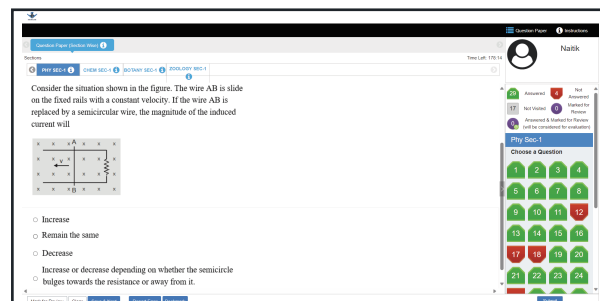 Question Paper
Instructions
Question Paper (Section Wise)
Sections
Time Left: 175:14
PHY SEC-1
CHEM SEC-1
BOTANY SEC-1
ZOOLOGY SEC-1
Naitik
Consider the situation shown in the figure. The wire AB is slide
on the fixed rails with a constant velocity. If the wire AB is
replaced by a semicircular wire, the magnitude of the induced
current will
A
v
B
Increase
Remain the same
Decrease
Increase or decrease depending on whether the semicircle
bulges towards the resistance or away from it.
29 Answered
4 Not Answered
17 Not Visited
0 Marked for Review
0 Answered & Marked for Review
(will be considered for evaluation)
Phy Sec-1
Choose a Question
1 2 3 4
5 6 7 8
9 10 11 12
13 14 15 16
17 18 19 20
21 22 23 24